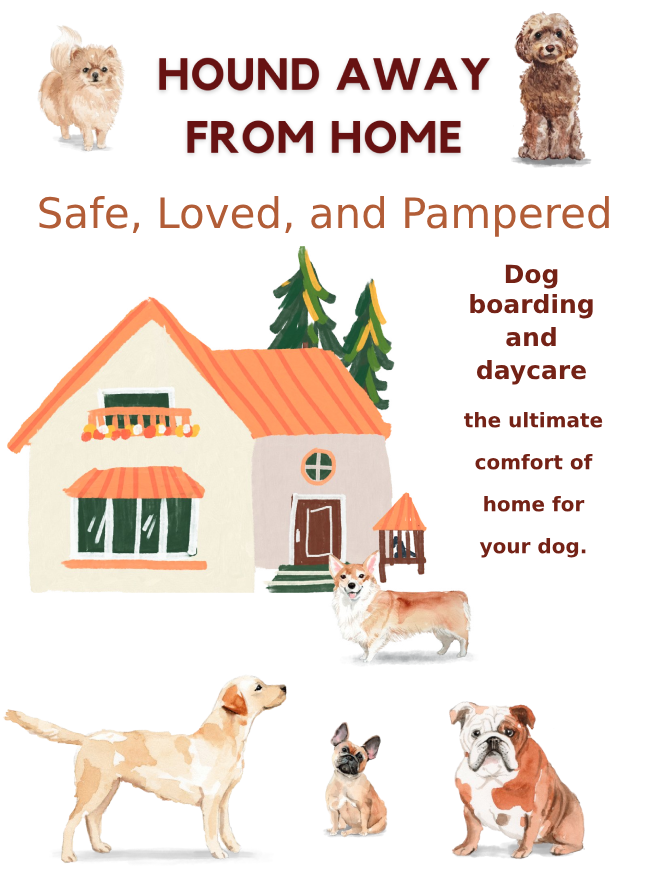 HOUND AWAY
FROM HOME
Safe, Loved, and Pampered
Dog
boarding
and
daycare
the ultimate
comfort of
home for
your dog.